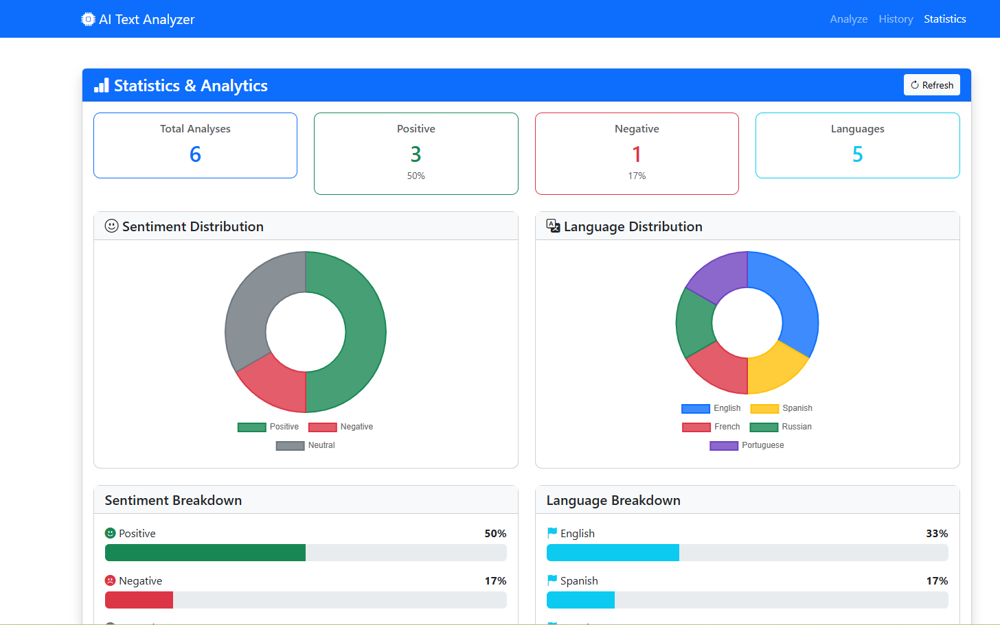 AI Text Analyzer
Analyze History Statistics
Statistics & Analytics
Refresh
Total Analyses
6
Positive
3
50%
Negative
1
17%
Languages
5
Sentiment Distribution
Positive Negative
Neutral
A 文 Language Distribution
English Spanish
French Russian
Portuguese
Sentiment Breakdown
Positive 50%
Negative 17%
Language Breakdown
English 33%
Spanish 17%